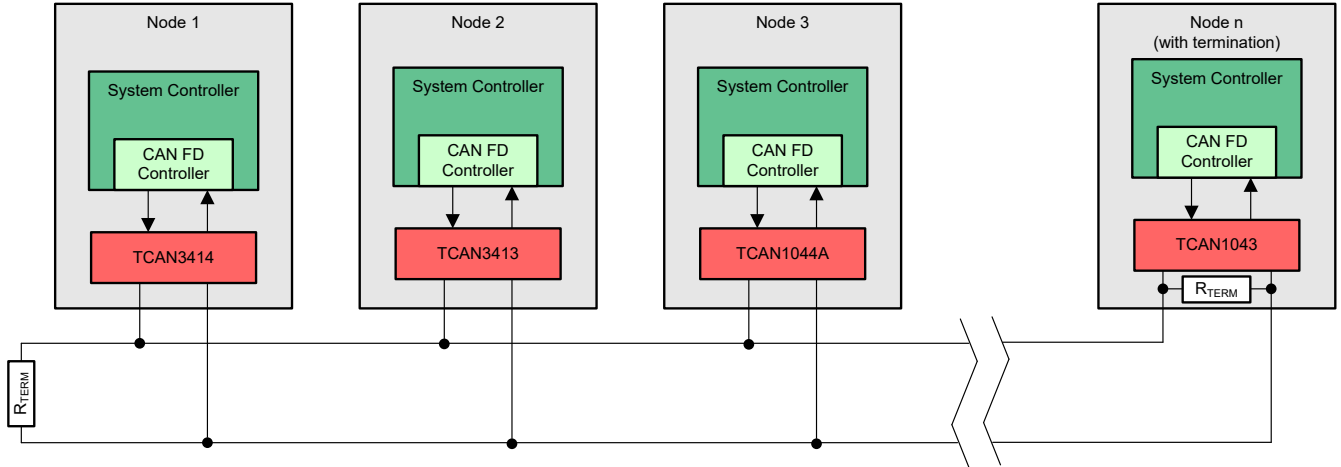 Node 1
System Controller
CAN FD
Controller
TCAN3414
Node 2
System Controller
CAN FD
Controller
TCAN3413
Node 3
System Controller
CAN FD
Controller
TCAN1044A
Node n
(with termination)
System Controller
CAN FD
Controller
TCAN1043
RTERM
RTERM